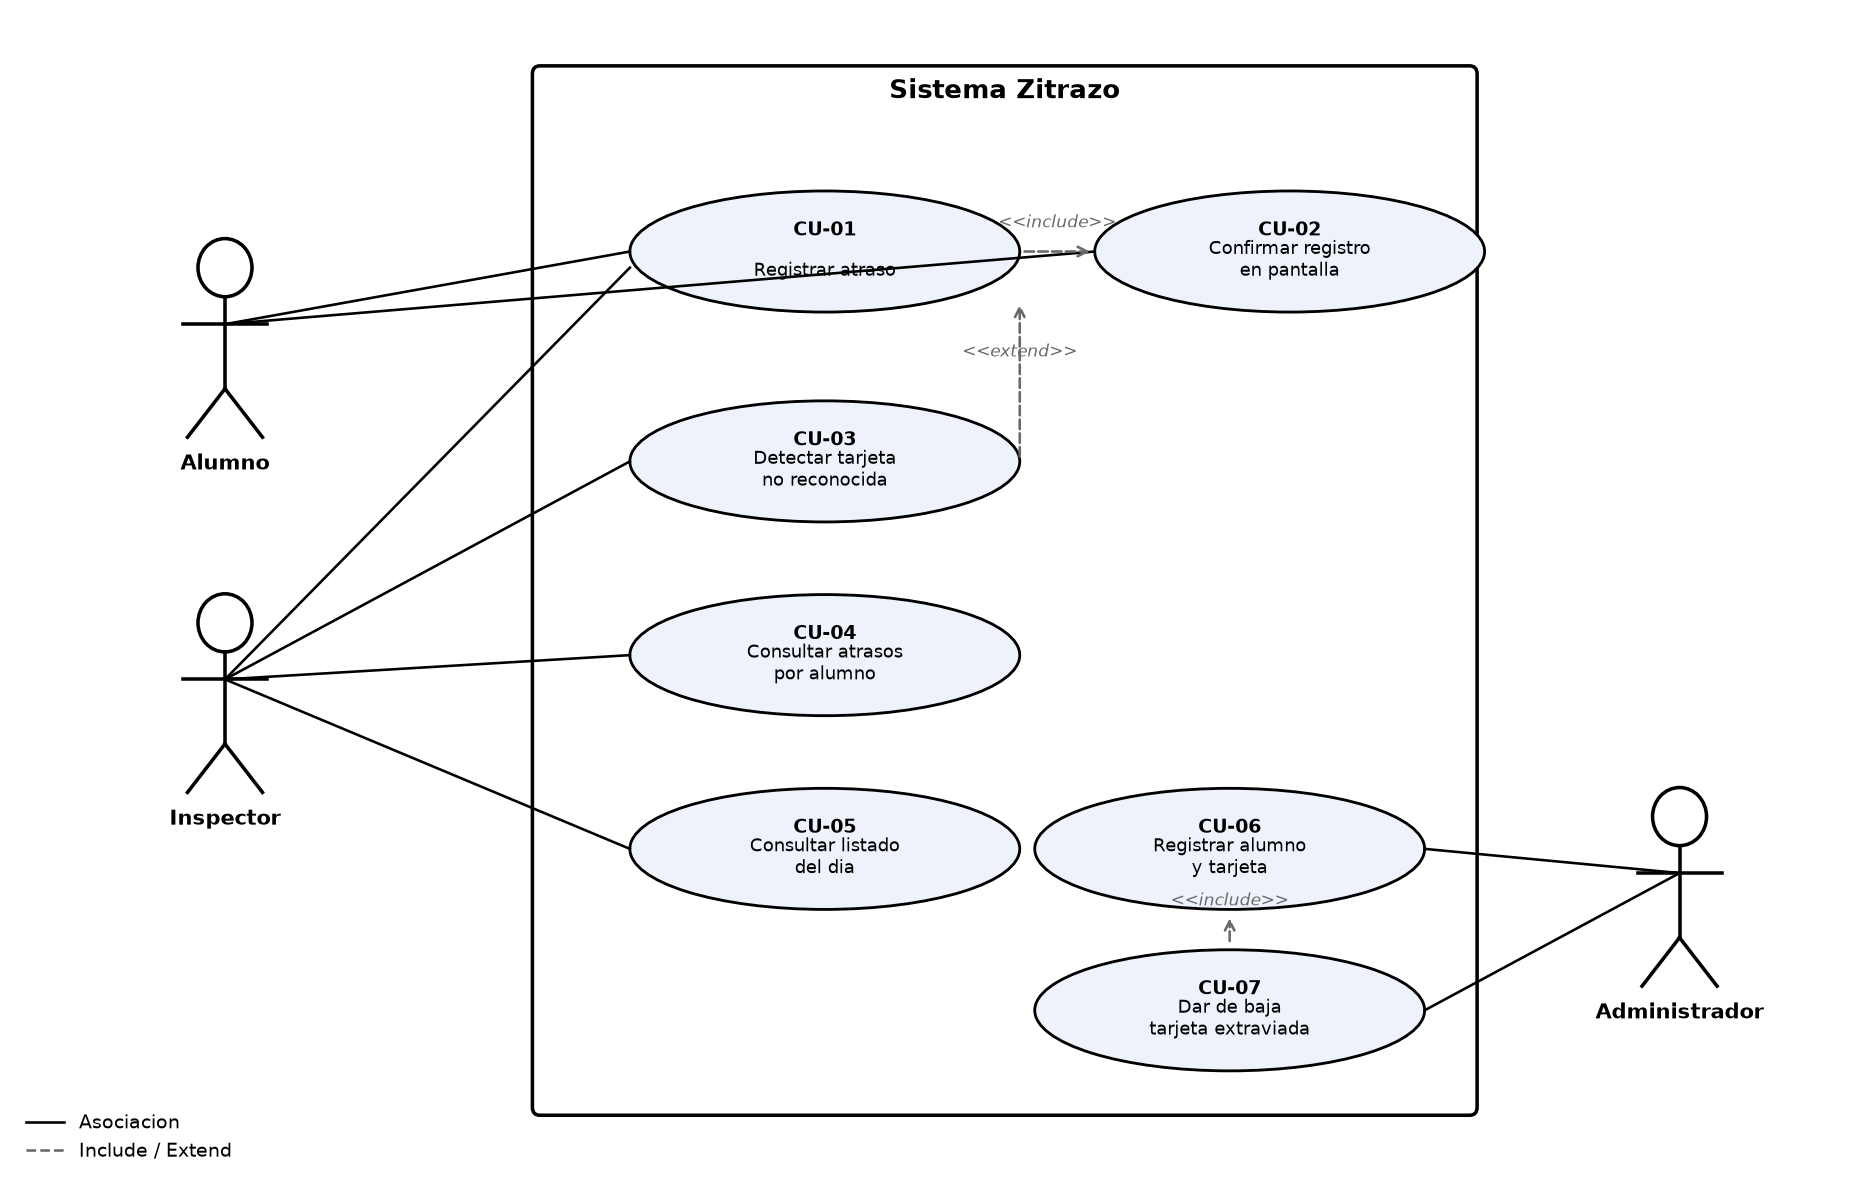 Sistema Zitrazo
CU-01
Registrar atraso
<<include>>
CU-02
Confirmar registro
en pantalla
<<extend>>
Alumno
CU-03
Detectar tarjeta
no reconocida
CU-04
Consultar atrasos
por alumno
Inspector
CU-05
Consultar listado
del dia
CU-06
Registrar alumno
y tarjeta
<<include>>
CU-07
Dar de baja
tarjeta extraviada
Administrador
Asociacion
Include / Extend